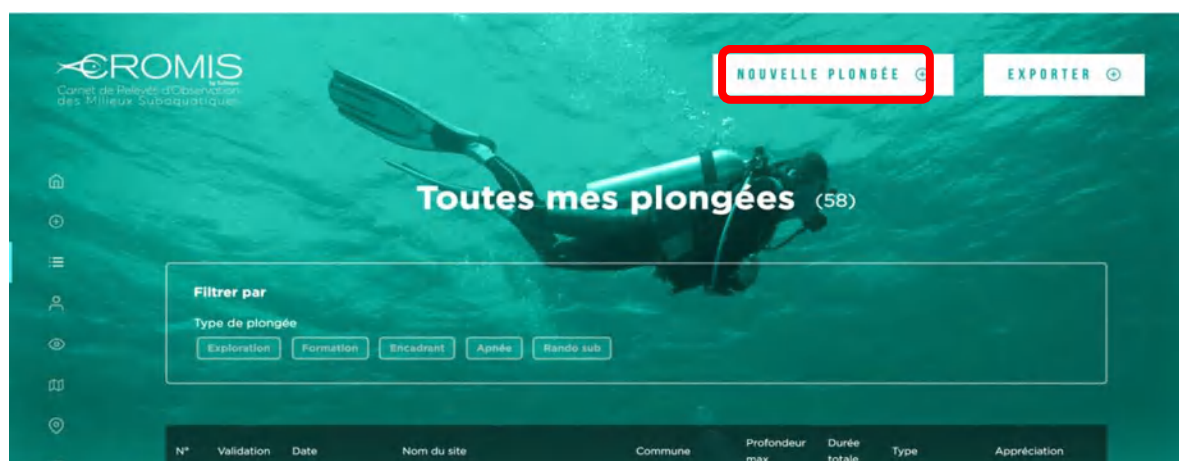 CROMIS
Carnet de Relevés d'Observation
des Milieux Subaquatiques
NOUVELLE PLONGÉE
EXPORTER
Toutes mes plongées (58)
Filtrer par
Type de plongée
Exploration Formation Encadrant Apnée Rando sub
N° Validation Date Nom du site Commune Profondeur max Durée totale Type Appréciation